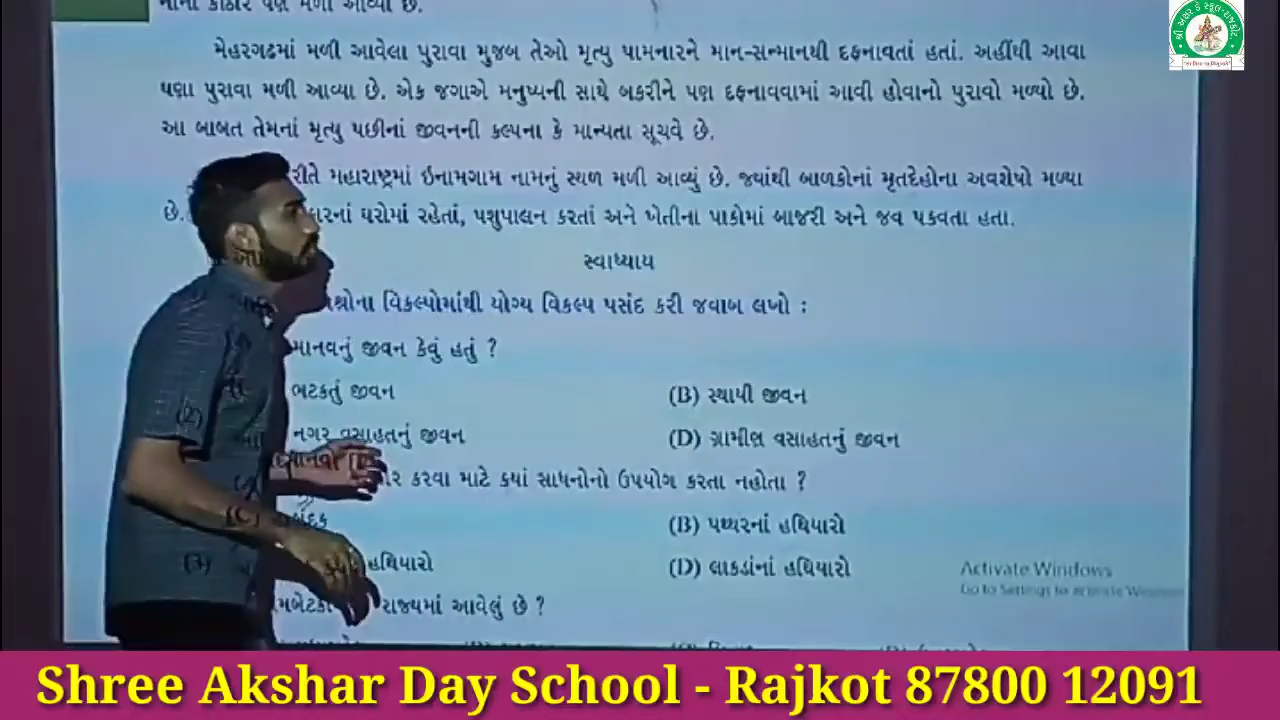 મેહરગઢમાં મળી આવેલા પુરાવા મુજબ તેઓ મૃત્યુ પામનારને માન-સન્માનથી દફનાવતાં હતાં. અહીંથી આવા
ઘણા પુરાવા મળી આવ્યા છે. એક જગાએ મનુષ્યની સાથે બકરીને પણ દફનાવવામાં આવી હોવાનો પુરાવો મળ્યો છે.
આ બાબત તેમનાં મૃત્યુ પછીનાં જીવનની કલ્પના કે માન્યતા સૂચવે છે.
રીતે મહારાષ્ટ્રમાં ઇનામગામ નામનું સ્થળ મળી આવ્યું છે. જ્યાંથી બાળકોનાં મૃતદેહોના અવશેષો મળ્યા
છે. ઘરોમાં રહેતાં, પશુપાલન કરતાં અને ખેતીના પાકોમાં બાજરી અને જવ પકવતા હતા.
સ્વાધ્યાય
વિકલ્પોમાંથી યોગ્ય વિકલ્પ પસંદ કરી જવાબ લખો :
માનવનું જીવન કેવું હતું ?
ભટકતું જીવન
(B) સ્થાયી જીવન
(2)
નગર વસાહતનું જીવન
(D) ગ્રામીણ વસાહતનું જીવન
કરવા માટે કયાં સાધનોનો ઉપયોગ કરતા નહોતા ?
(C)
(B) પથ્થરનાં હથિયારો
(3)
હથિયારો
(D) લાકડાંનાં હથિયારો
રાજ્યમાં આવેલું છે ?
Activate Windows
Go to Settings to activate Windows
Shree Akshar Day School - Rajkot 87800 12091